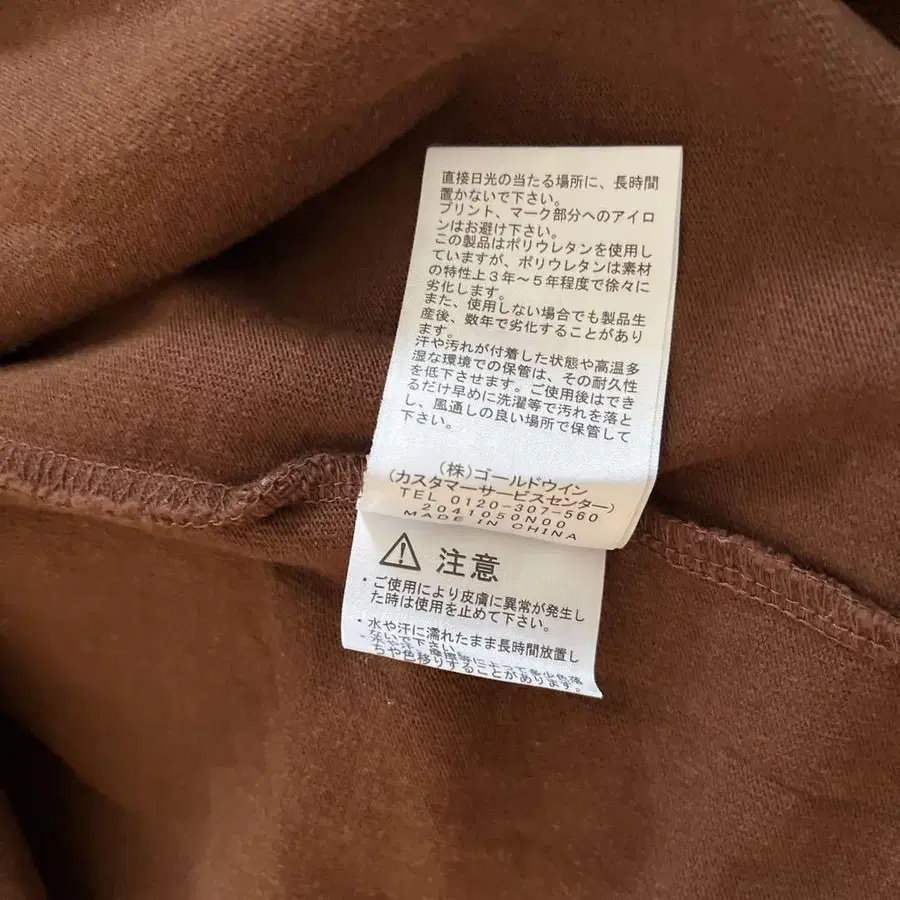 直接日光の当たる場所に、長時間
置かないで下さい。
プリント、マーク部分へのアイロ
ンはお避け下さい。
この製品はポリウレタンを使用し
ていますが、ポリウレタンは素材
の特性上3年～5年程度で徐々に
劣化します。
また、使用しない場合でも製品生
産後、数年で劣化することがあり
ます。
汗や汚れが付着した状態や高温多
湿な環境での保管は、その耐久性
を低下させます。ご使用後はでき
るだけ早めに洗濯等で汚れを落と
し、風通しの良い場所で保管して
下さい。
(株)ゴールドウイン
(カスタマーサービスセンター)
TEL 0120-307-560
2041050N00
MADE IN CHINA
注意
・ご使用により皮膚に異常が発生し
た時は使用を止めて下さい。
・水や汗に濡れたまま長時間放置し
ないで下さい。
ちや色移りすることがあります。